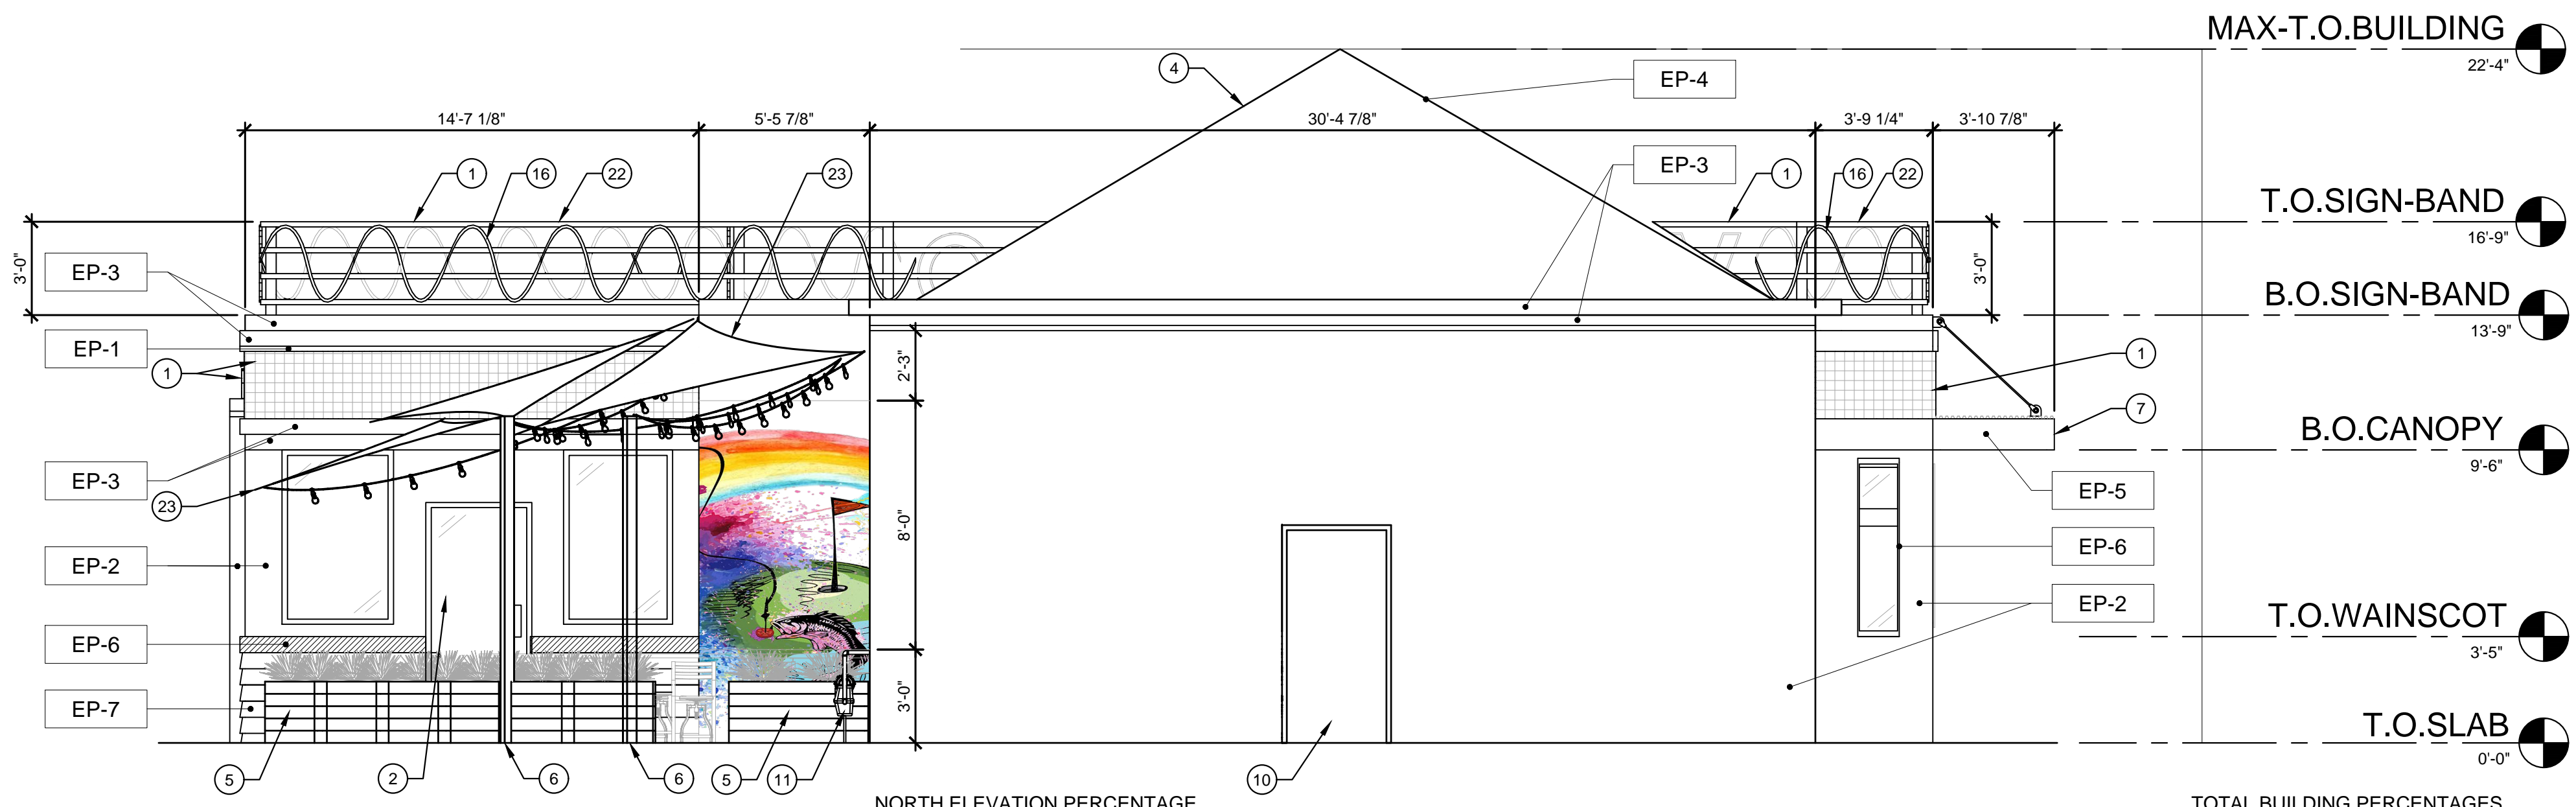 MAX-T.O.BUILDING
22'-4"
4
EP-4
14'-7 1/8"
5'-5 7/8"
30'-4 7/8"
3'-9 1/4"
3'-10 7/8"
1
16
22
23
EP-3
1
16
22
T.O.SIGN-BAND
16'-9"
3'-0"
EP-3
3'-0"
B.O.SIGN-BAND
13'-9"
EP-1
1
2'-3"
1
7
B.O.CANOPY
9'-6"
EP-3
23
EP-5
8'-0"
EP-2
EP-6
EP-2
EP-6
T.O.WAINSCOT
3'-5"
EP-7
3'-0"
T.O.SLAB
0'-0"
5
2
6
6
5
11
10
NORTH ELEVATION PERCENTAGE
TOTAL BUILDING PERCENTAGES